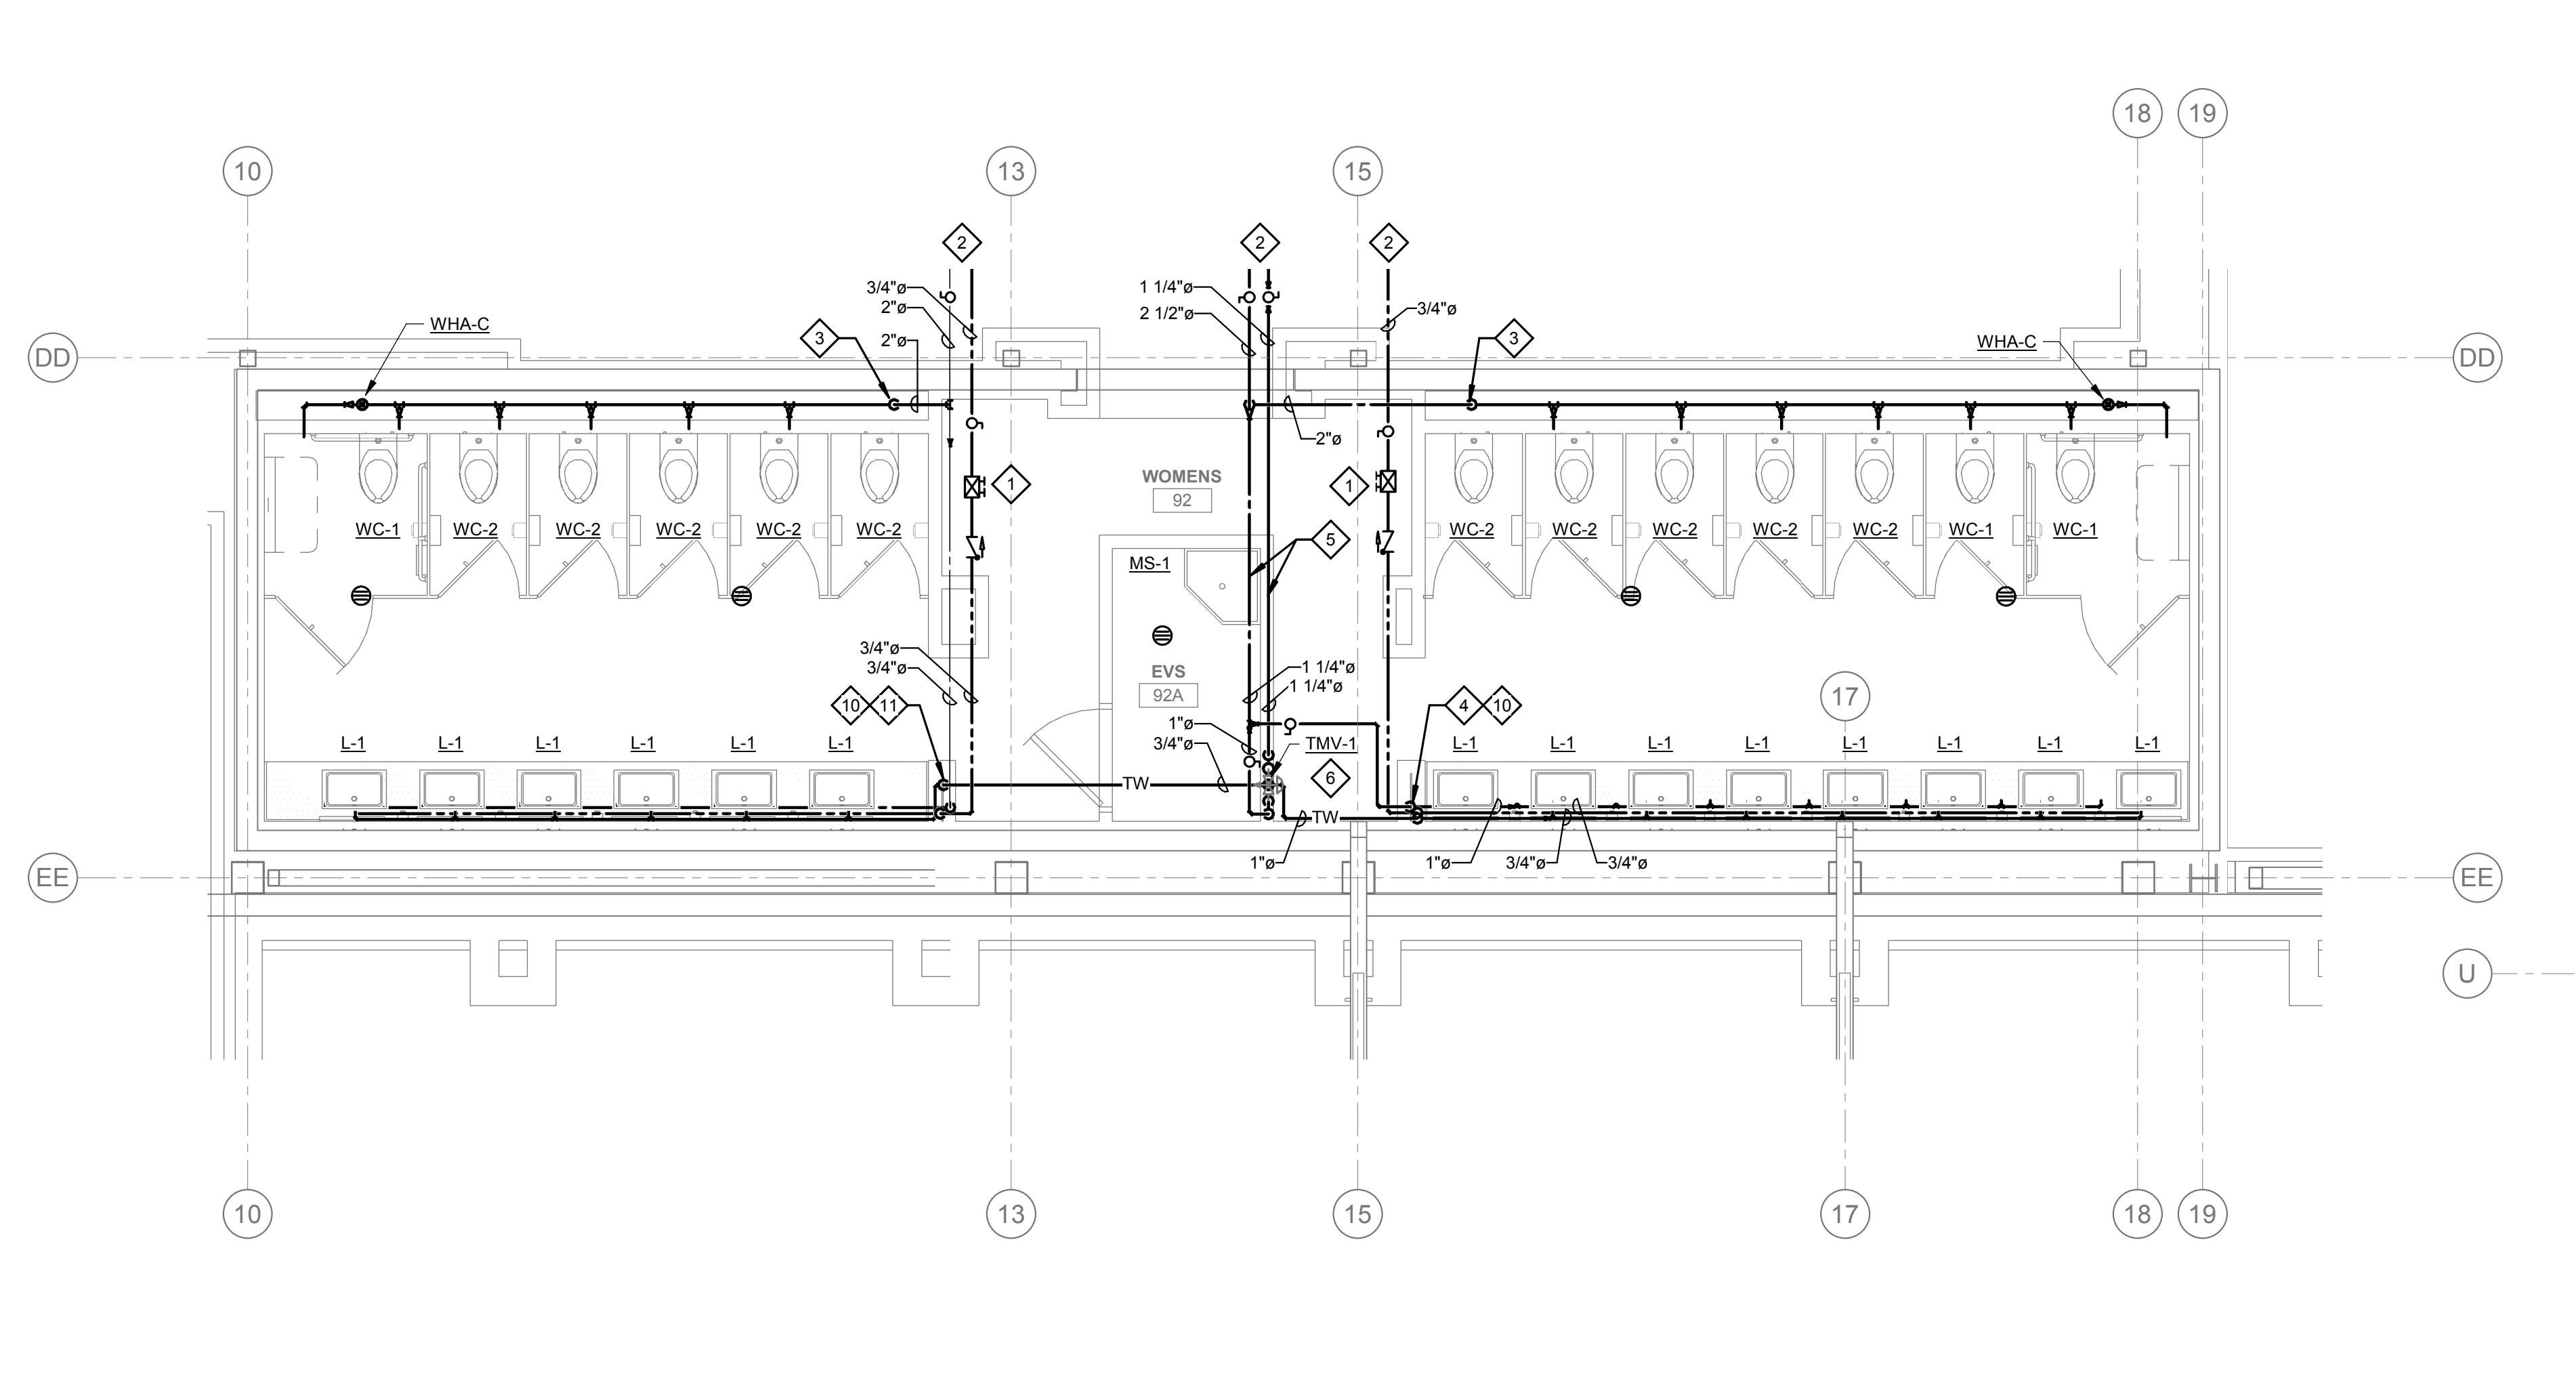 18 19
10 13 15
2 2 2
3/4"ø 1 1/4"ø 3/4"ø
2"ø 2 1/2"ø
WHA-C 3 2"ø 3 WHA-C
DD DD
2"ø
WOMENS
92
1 1
WC-1 WC-2 WC-2 WC-2 WC-2 WC-2 WC-2 WC-2 WC-2 WC-2 WC-2 WC-1 WC-1
5
MS-1
3/4"ø 1 1/4"ø
3/4"ø EVS 1 1/4"ø
92A 17
10 11 4 10
1"ø
L-1 L-1 L-1 L-1 L-1 L-1 3/4"ø TMV-1 L-1 L-1 L-1 L-1 L-1 L-1 L-1 L-1
6
TW
TW
1"ø 1"ø 3/4"ø 3/4"ø
EE EE
U
10 13 15 17 18 19